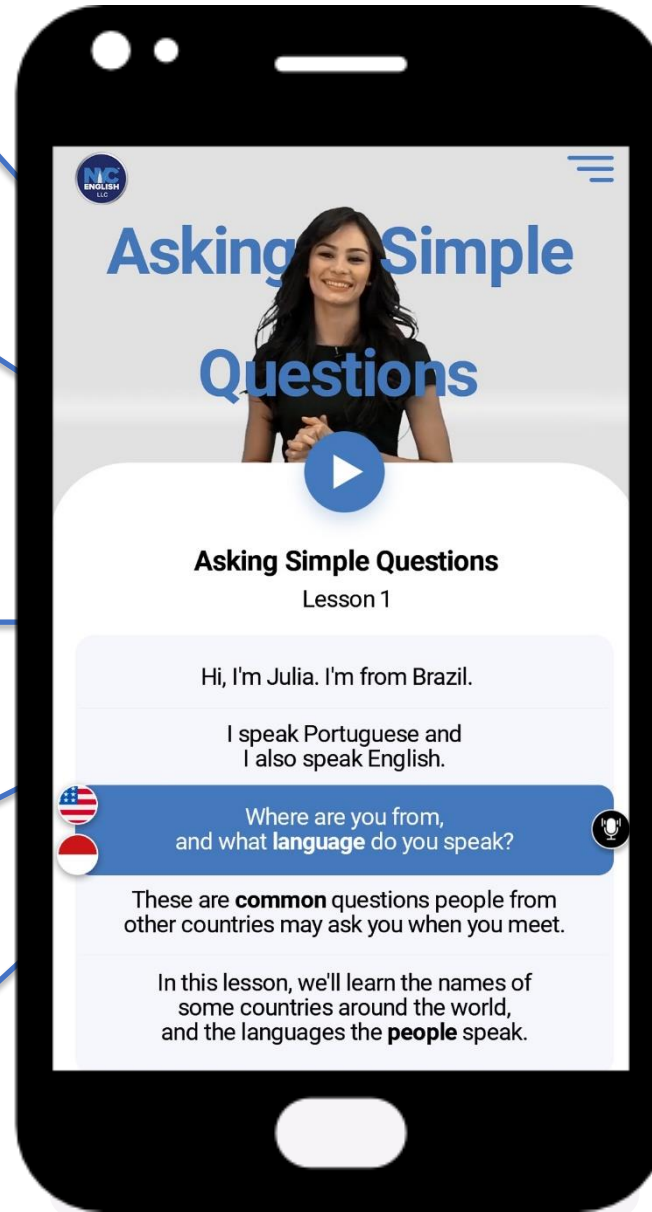 NYC
ENGLISH
LLC
Asking Simple
Questions
Asking Simple Questions
Lesson 1
Hi, I'm Julia. I'm from Brazil.
I speak Portuguese and
I also speak English.
Where are you from,
and what language do you speak?
These are common questions people from
other countries may ask you when you meet.
In this lesson, we'll learn the names of
some countries around the world,
and the languages the people speak.